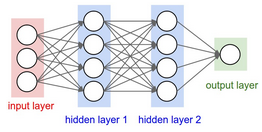 output layer
input layer
hidden layer 1
hidden layer 2